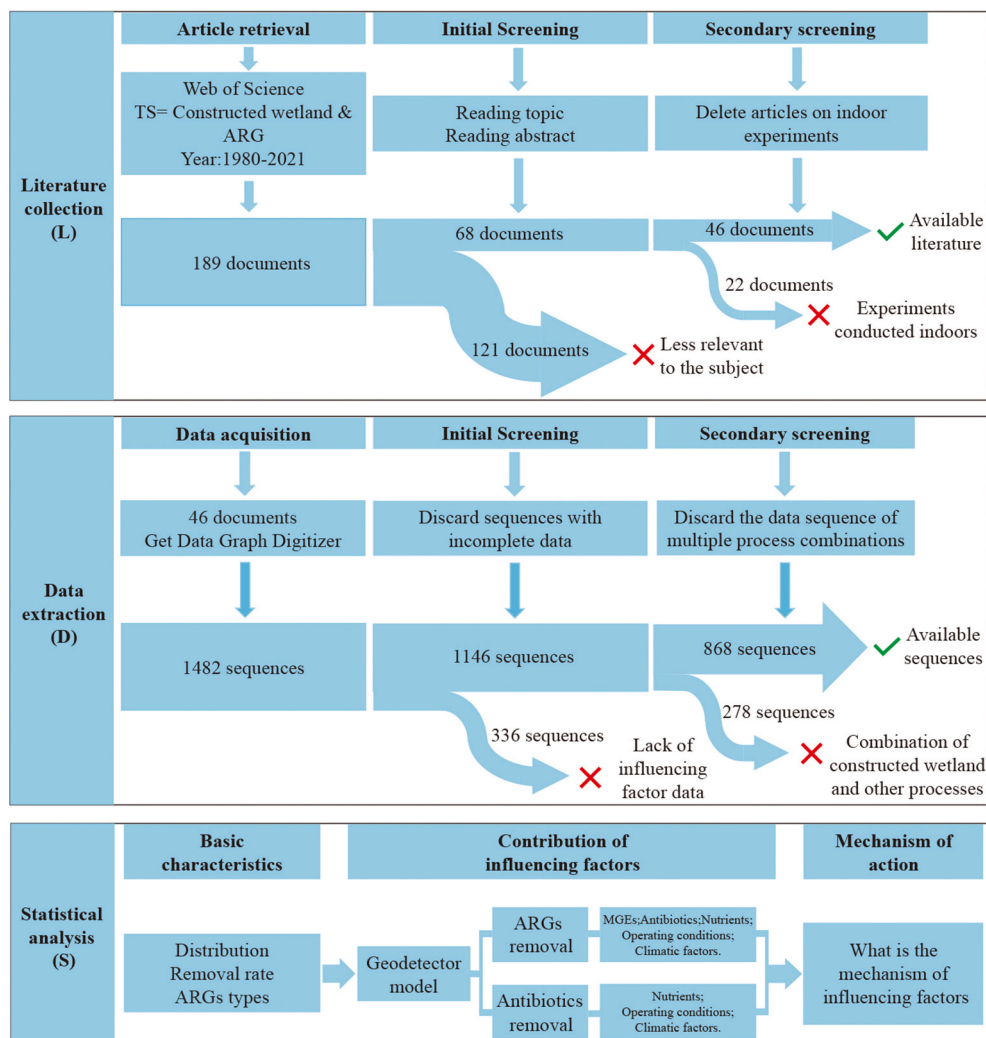 Literature
collection
(L)
Article retrieval
Web of Science
TS= Constructed wetland &
ARG
Year:1980-2021
189 documents
Initial Screening
Reading topic
Reading abstract
68 documents
121 documents
Less relevant
to the subject
Secondary screening
Delete articles on indoor
experiments
46 documents
Available
literature
22 documents
Experiments
conducted indoors
Data
extraction
(D)
Data acquisition
46 documents
Get Data Graph Digitizer
1482 sequences
Initial Screening
Discard sequences with
incomplete data
1146 sequences
336 sequences
Lack of
influencing
factor data
Secondary screening
Discard the data sequence of
multiple process combinations
868 sequences
Available
sequences
278 sequences
Combination of
constructed wetland
and other processes
Statistical
analysis
(S)
Basic
characteristics
Distribution
Removal rate
ARGs types
Contribution of
influencing factors
Geodetector
model
ARGs
removal
MGEs;Antibiotics;Nutrients;
Operating conditions;
Climatic factors.
Antibiotics
removal
Nutrients;
Operating conditions;
Climatic factors.
Mechanism of
action
What is the
mechanism of
influencing factors